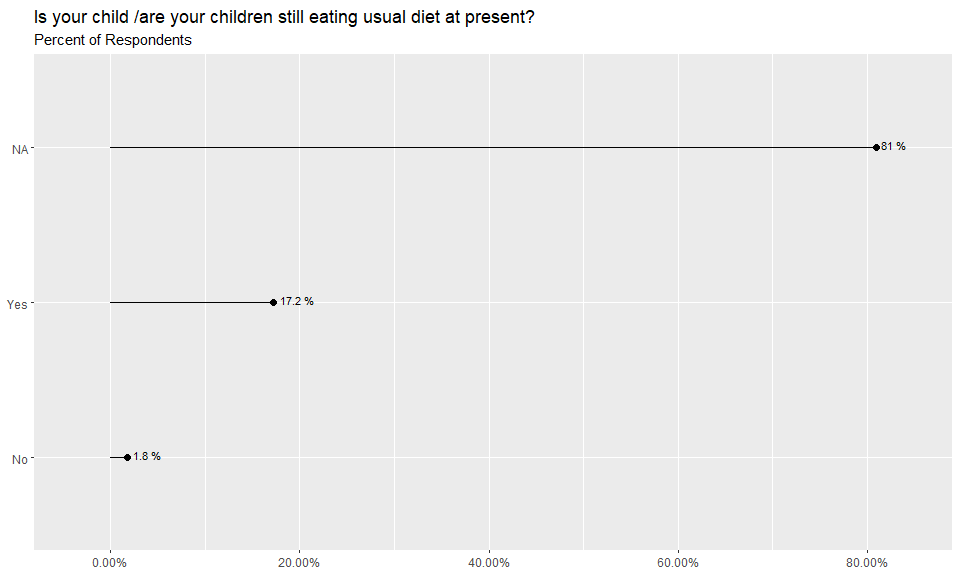 Is your child /are your children still eating usual diet at present?
Percent of Respondents
NA
81 %
Yes
17.2 %
No
1.8 %
0.00%
20.00%
40.00%
60.00%
80.00%